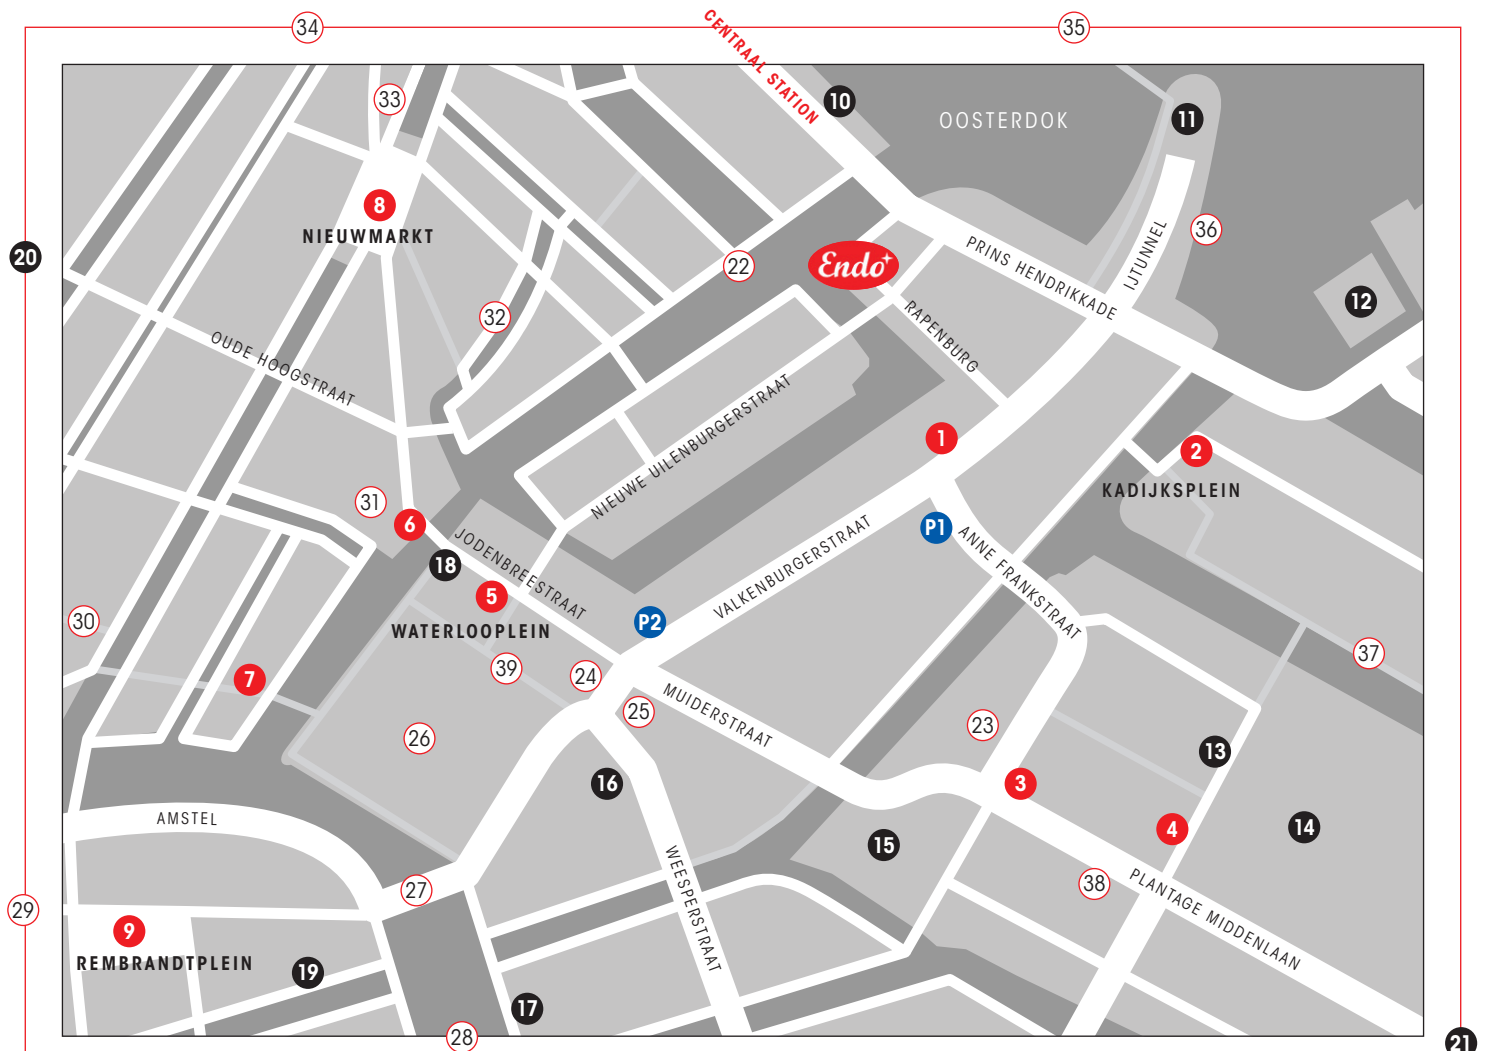 34
35
CENTRAAL STATION
33
10
OOSTERDOK
11
8
NIEUWMARKT
36
20
22
Endo
PRINS HENDRIKKADE
IJTUNNEL
12
32
RAPENBURG
OUDE HOOGSTRAAT
NIEUWE UILENBURGERSTRAAT
1
2
KADIJKSPLEIN
31
6
JODENBREESTRAAT
P1
ANNE FRANKSTRAAT
18
5
VALKENBURGERSTRAAT
30
P2
WATERLOOPLEIN
37
39
24
7
25
MUIDERSTRAAT
23
26
13
16
3
AMSTEL
4
14
15
WEESPERSTRAAT
27
38
PLANTAGE MIDDENLAAN
29
9
REMBRANDTPLEIN
19
17
28
21